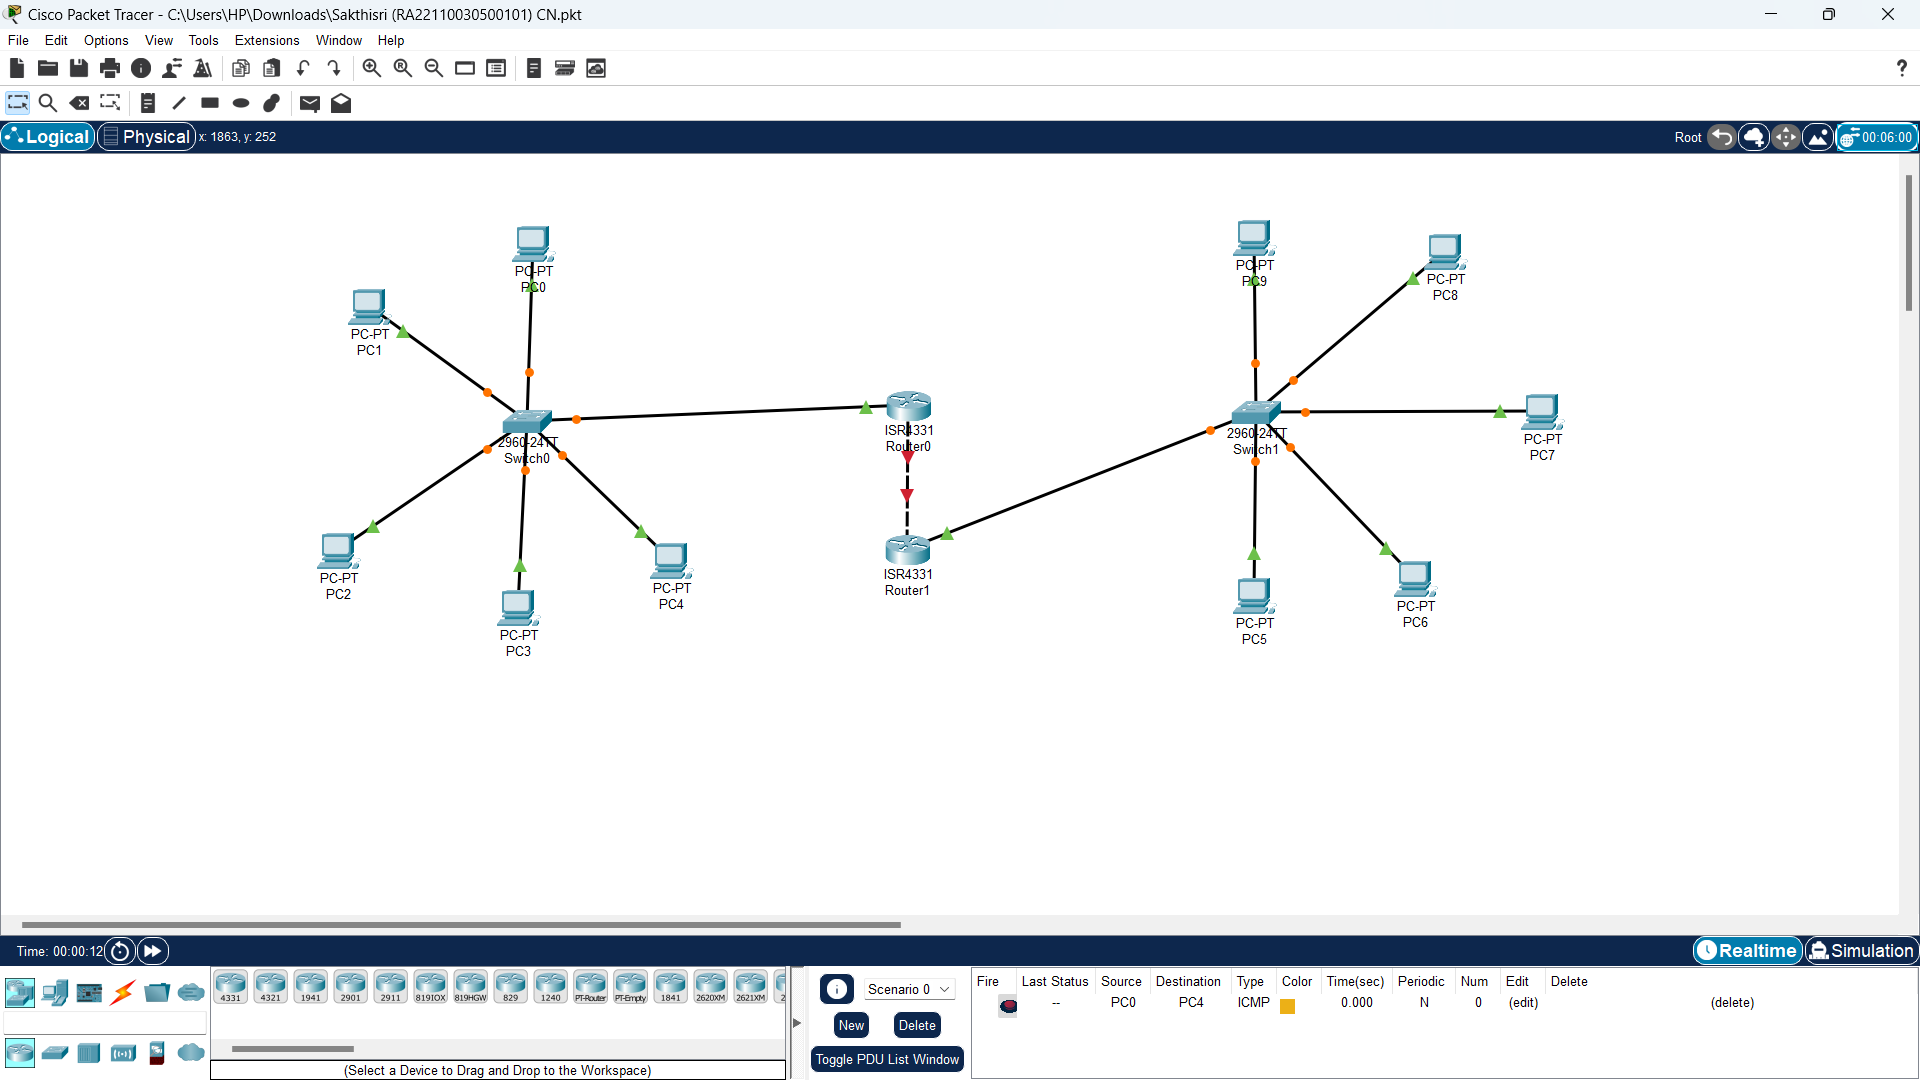 Cisco Packet Tracer - C:\Users\HP\Downloads\Sakthisri (RA22110030500101) CN.pkt
File Edit Options View Tools Extensions Window Help
Logical Physical x: 1863, y: 252 Root 00:06:00
PC-PT
PC0
PC-PT
PC1
PC-PT
PC9
PC-PT
PC8
2960-24TT
Switch0
ISR4331
Router0
2960-24TT
Switch1
PC-PT
PC7
PC-PT
PC2
PC-PT
PC3
PC-PT
PC4
ISR4331
Router1
PC-PT
PC5
PC-PT
PC6
Time: 00:00:12 Realtime Simulation
4331 4321 1941 2901 2911 819IOX 819HGW 829 1240 PT-Router PT-Empty 1841 2620XM 2621XM 2
(Select a Device to Drag and Drop to the Workspace)
Scenario 0
New Delete
Toggle PDU List Window
Fire Last Status Source Destination Type Color Time(sec) Periodic Num Edit Delete
-- PC0 PC4 ICMP 0.000 N 0 (edit) (delete)